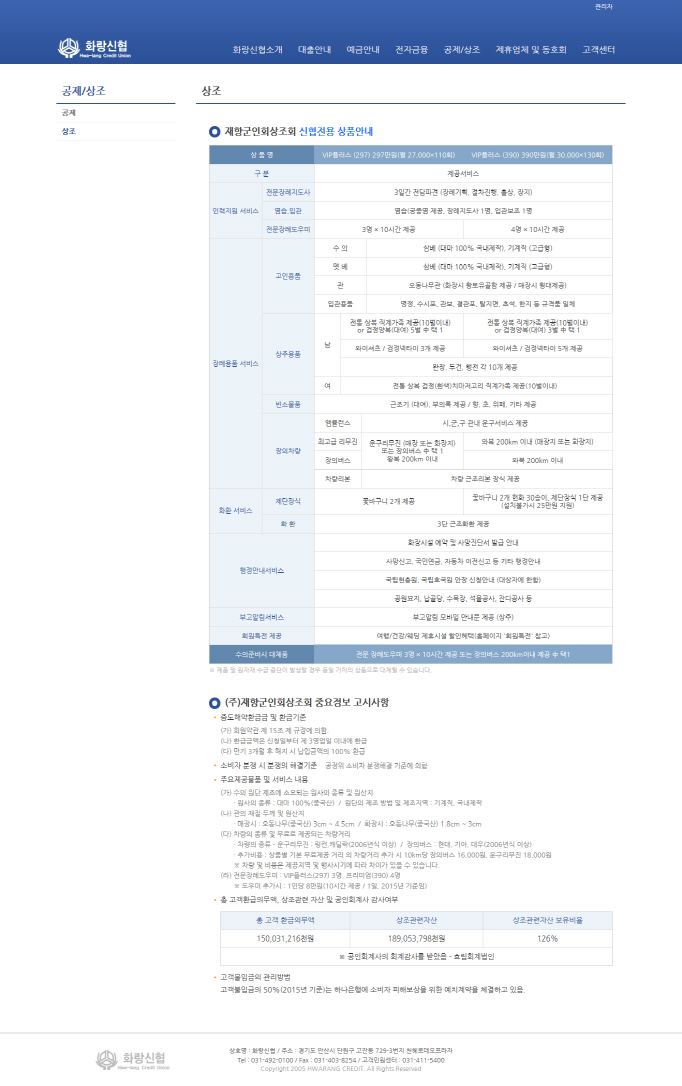 관리자
화랑신협
Hwa-rang Credit Union
화랑신협소개 대출안내 예금안내 전자금융 공제/상조 제휴업체 및 동호회 고객센터
공제/상조
공제
상조
상조
재향군인회상조회 신협전용 상품안내
상 품 명 VIP플러스 (297) 297만원(월 27,000×110회) VIP플러스 (390) 390만원(월 30,000×130회)
구 분 제공서비스
인력지원 서비스 전문장례지도사 3일간 전담파견 (장례기획, 절차진행, 출상, 장지)
염습,입관 염습(공중염 제공, 장례지도사 1명, 입관보조 1명
전문장례도우미 3명 × 10시간 제공 4명 × 10시간 제공
장례용품 서비스 고인용품 수 의 삼베 (대마 100% 국내제작), 기계직 (고급형)
멧 베 삼베 (대마 100% 국내제작), 기계직 (고급형)
관 오동나무관 (화장시 황토유골함 제공 / 매장시 횡대제공)
입관용품 명정, 수시포, 관보, 결관포, 탈지면, 초석, 한지 등 규격품 일체
상주용품 남 전통 상복 직계가족 제공(10벌이내)
or 검정양복(대여) 5벌 中 택 1
전통 상복 직계가족 제공(10벌이내)
or 검정양복(대여) 3벌 中 택 1
와이셔츠 / 검정넥타이 3개 제공 와이셔츠 / 검정넥타이 5개 제공
완장, 두건, 행전 각 10개 제공
여 전통 상복 검정(흰색)치마저고리 직계가족 제공(10벌이내)
빈소용품 근조기 (대여), 부의록 제공 / 향, 초, 위패, 기타 제공
장의차량 앰뷸런스 시,군,구 관내 운구서비스 제공
최고급 리무진 운구리무진 (매장 또는 화장지)
또는 장의버스 中 택 1
왕복 200km 이내
왕복 200km 이내 (매장지 또는 화장지)
장의버스 왕복 200km 이내
차량리본 차량 근조리본 장식 제공
화환 서비스 제단장식 꽃바구니 2개 제공 꽃바구니 2개 헌화 30송이, 제단장식 1단 제공
(설치불가시 25만원 지원)
화 환 3단 근조화환 제공
행정안내서비스 화장시설 예약 및 사망진단서 발급 안내
사망신고, 국민연금, 자동차 이전신고 등 기타 행정안내
국립현충원, 국립호국원 안장 신청안내 (대상자에 한함)
공원묘지, 납골당, 수목장, 석물공사, 잔디공사 등
부고알림서비스 부고알림 모바일 안내문 제공 (상주)
회원특전 제공 여행/건강/웨딩 제휴시설 할인혜택(홈페이지 '회원특전' 참고)
수의준비시 대체품 전문 장례도우미 3명 × 10시간 제공 또는 장의버스 200km이내 제공 中 택1
※ 제품 및 원자재 수급 중단이 발생할 경우 동일 가치의 상품으로 대체될 수 있습니다.
(주)재향군인회상조회 중요정보 고시사항
· 중도해약환급금 및 환급기준
(가) 회원약관 제 15조 제 규정에 의함.
(나) 환급금액은 신청일부터 제 3영업일 이내에 환급
(다) 만기 3개월 후 해지 시 납입금액의 100% 환급
· 소비자 분쟁 시 분쟁의 해결기준 공정위 소비자 분쟁해결 기준에 의함
· 주요제공물품 및 서비스 내용
(가) 수의 원단 제조에 소요되는 원사의 종류 및 원산지
· 원사의 종류 : 대마 100%(중국산) / 원단의 제조 방법 및 제조지역 : 기계직, 국내제작
(나) 관의 재질 두께 및 원산지
· 매장시 : 오동나무(중국산) 3cm ~ 4.5cm / 화장시 : 오동나무(중국산) 1.8cm ~ 3cm
(다) 차량의 종류 및 무료로 제공되는 차량거리
· 차량의 종류 - 운구리무진 : 링컨,캐딜락(2006년식 이상) / 장의버스 : 현대, 기아, 대우(2006년식 이상)
· 추가비용 : 상품별 기본 무료제공 거리 외 차량거리 추가 시 10km당 장의버스 16,000원, 운구리무진 18,000원
※ 차량 및 비용은 제공지역 및 행사시기에 따라 차이가 있을 수 있습니다.
(라) 전문장례도우미 : VIP플러스(297) 3명, 프리미엄(390) 4명
※ 도우미 추가시 : 1인당 8만원(10시간 제공 / 1일, 2015년 기준임)
· 총 고객환급의무액, 상조관련 자산 및 공인회계사 감사여부
총 고객 환급의무액 상조관련자산 상조관련자산 보유비율
150,031,216천원 189,053,798천원 126%
※ 공인회계사의 회계감사를 받았음 - 효림회계법인
· 고객불입금의 관리방법
고객불입금의 50%(2015년 기준)는 하나은행에 소비자 피해보상을 위한 예치계약을 체결하고 있음.
화랑신협
Hwa-rang Credit Union
상호명 : 화랑신협 / 주소 : 경기도 안산시 단원구 고잔동 729-3번지 천혜로데오프라자
Tel : 031-492-0100 / Fax : 031-403-8254 / 고객민원센터 : 031-411-5400
Copyright 2005 HWARANG CREDIT .All Rights Reserved